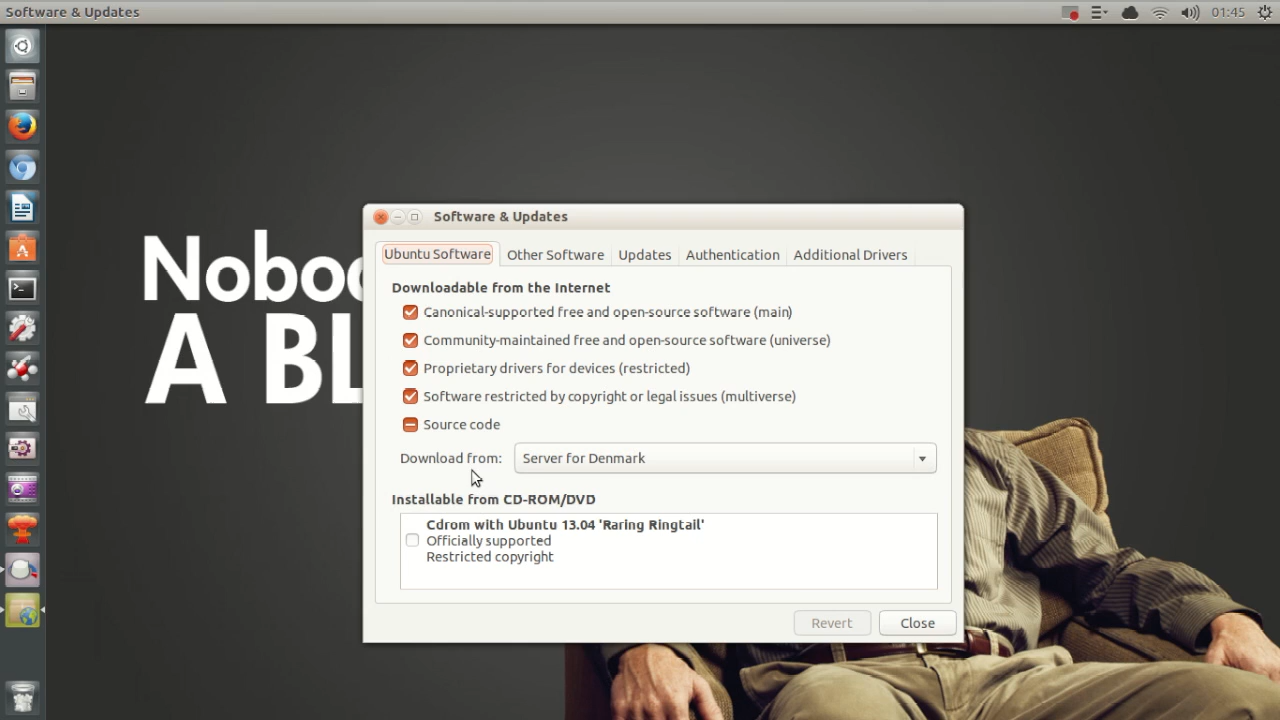 Software & Updates
01:45
Noboc
A BL
Software & Updates
Ubuntu Software
Other Software
Updates
Authentication
Additional Drivers
Downloadable from the Internet
Canonical-supported free and open-source software (main)
Community-maintained free and open-source software (universe)
Proprietary drivers for devices (restricted)
Software restricted by copyright or legal issues (multiverse)
Source code
Download from:
Server for Denmark
Installable from CD-ROM/DVD
Cdrom with Ubuntu 13.04 'Raring Ringtail'
Officially supported
Restricted copyright
Revert
Close